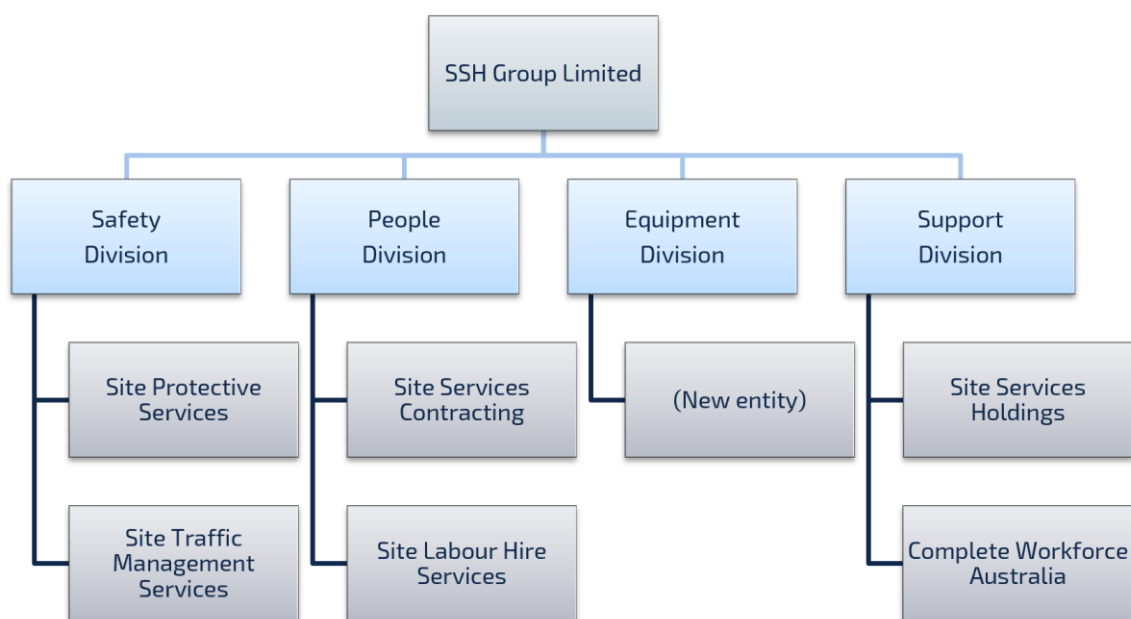 SSH Group Limited
Safety
Division
People
Division
Equipment
Division
Support
Division
Site Protective
Services
Site Services
Contracting
(New entity)
Site Services
Holdings
Site Traffic
Management
Services
Site Labour Hire
Services
Complete Workforce
Australia